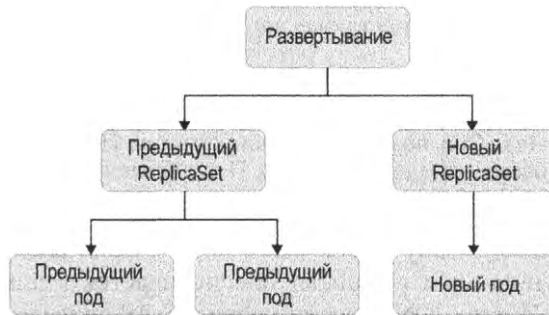 Развертывание
Предыдущий
ReplicaSet
Новый
ReplicaSet
Предыдущий
под
Предыдущий
под
Новый под